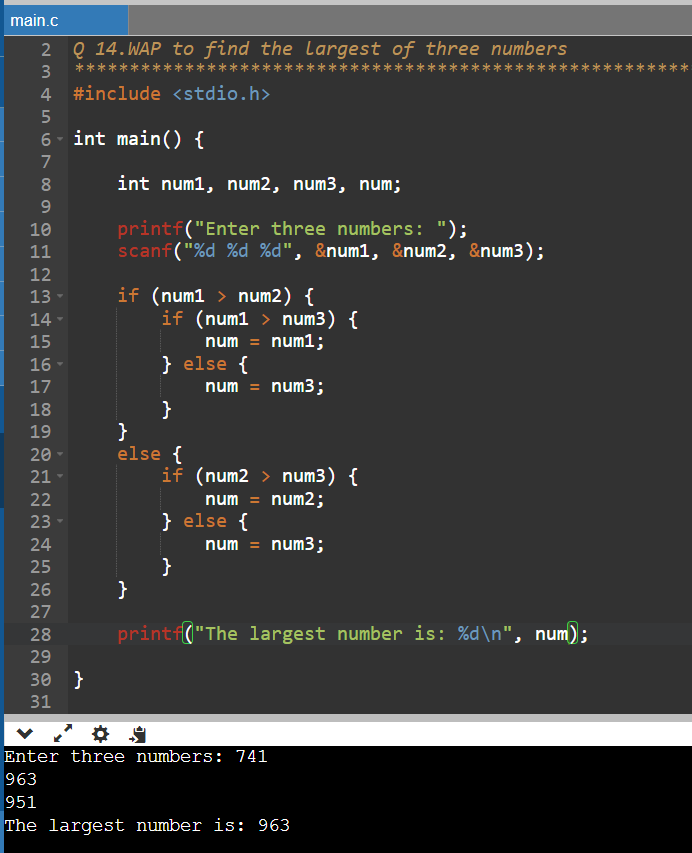 main.c
2 Q 14.WAP to find the largest of three numbers
3 ********************************************************
4 #include <stdio.h>
5
6 int main() {
7
8     int num1, num2, num3, num;
9
10     printf("Enter three numbers: ");
11     scanf("%d %d %d", &num1, &num2, &num3);
12
13     if (num1 > num2) {
14         if (num1 > num3) {
15             num = num1;
16         } else {
17             num = num3;
18         }
19     }
20     else {
21         if (num2 > num3) {
22             num = num2;
23         } else {
24             num = num3;
25         }
26     }
27
28     printf("The largest number is: %d\n", num);
29
30 }
31
Enter three numbers: 741
963
951
The largest number is: 963